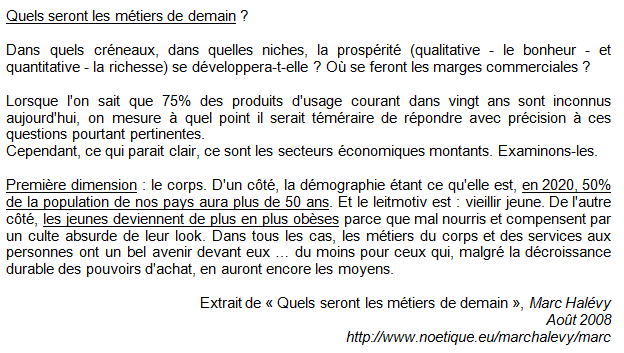 Quels seront les métiers de demain ?
Dans quels créneaux, dans quelles niches, la prospérité (qualitative - le bonheur - et
quantitative - la richesse) se développera-t-elle ? Où se feront les marges commerciales ?
Lorsque l'on sait que 75% des produits d'usage courant dans vingt ans sont inconnus
aujourd'hui, on mesure à quel point il serait téméraire de répondre avec précision à ces
questions pourtant pertinentes.
Cependant, ce qui parait clair, ce sont les secteurs économiques montants. Examinons-les.
Première dimension : le corps. D'un côté, la démographie étant ce qu'elle est, en 2020, 50%
de la population de nos pays aura plus de 50 ans. Et le leitmotiv est : vieillir jeune. De l'autre
côté, les jeunes deviennent de plus en plus obèses parce que mal nourris et compensent par
un culte absurde de leur look. Dans tous les cas, les métiers du corps et des services aux
personnes ont un bel avenir devant eux ... du moins pour ceux qui, malgré la décroissance
durable des pouvoirs d'achat, en auront encore les moyens.
Extrait de « Quels seront les métiers de demain », Marc Halévy
Août 2008
http://www.noetique.eu/marchalevy/marc